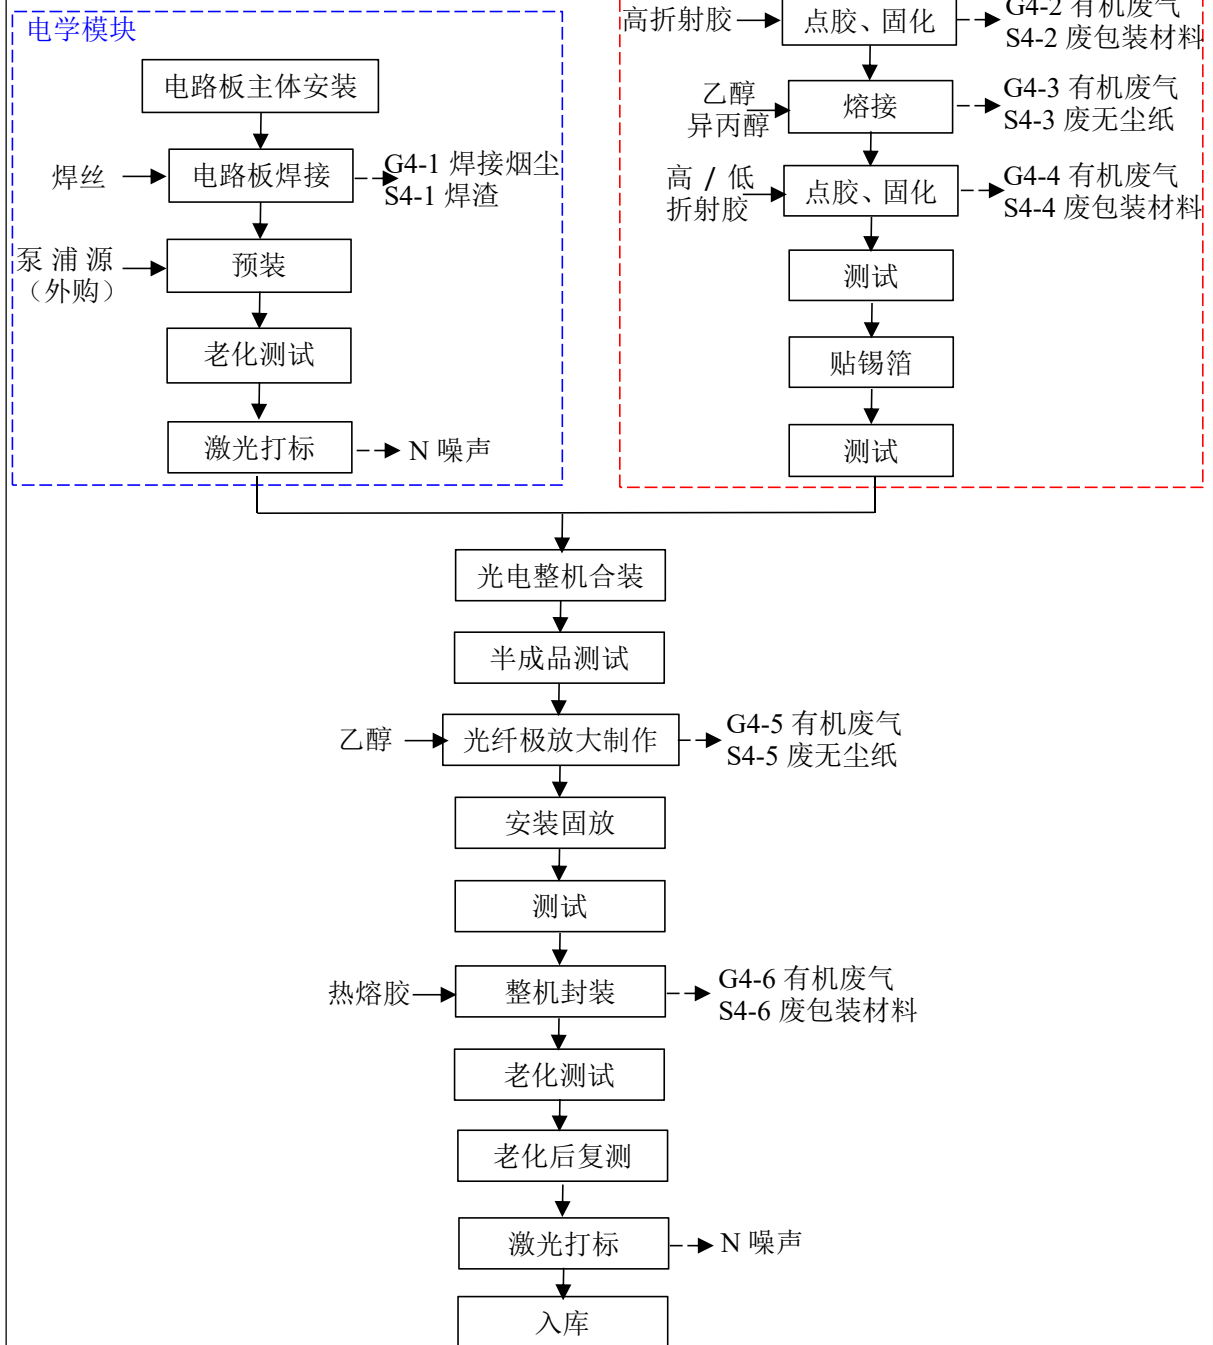 电学模块
电路板主体安装
焊丝
电路板焊接
G4-1 焊接烟尘
S4-1 焊渣
泵浦源
（外购）
预装
老化测试
激光打标
N 噪声
高折射胶
点胶、固化
G4-2 有机废气
S4-2 废包装材料
乙醇
异丙醇
熔接
G4-3 有机废气
S4-3 废无尘纸
高 / 低
折射胶
点胶、固化
G4-4 有机废气
S4-4 废包装材料
测试
贴锡箔
测试
光电整机合装
半成品测试
乙醇
光纤极放大制作
G4-5 有机废气
S4-5 废无尘纸
安装固放
测试
热熔胶
整机封装
G4-6 有机废气
S4-6 废包装材料
老化测试
老化后复测
激光打标
N 噪声
入库